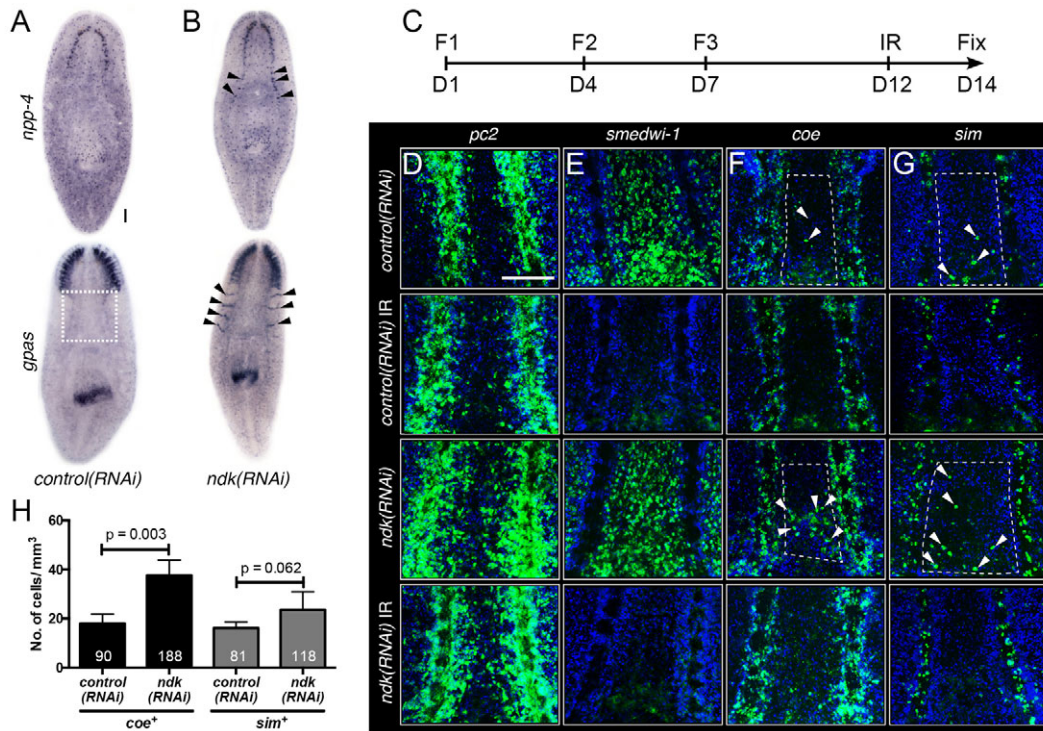 A
B
C
npp-4
F1 F2 F3 IR Fix
D1 D4 D7 D12 D14
gpas
control(RNAi) ndk(RNAi)
pc2 smedwi-1 coe sim
D E F G
control(RNAi)
control(RNAi) IR
ndk(RNAi)
ndk(RNAi) IR
H
No. of cells/ mm³
60
40
20
0
p = 0.003
p = 0.062
90 188 81 118
control (RNAi) ndk (RNAi) control (RNAi) ndk (RNAi)
coe⁺ sim⁺